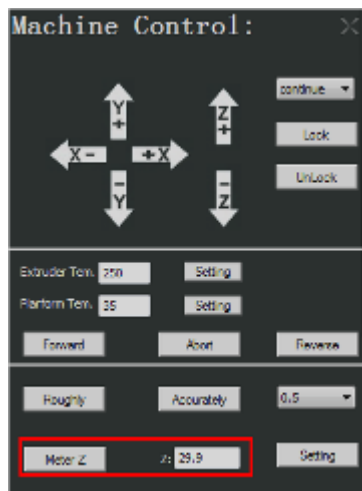 Machine Control:
Y+
Z+
continue
X-
+X
Lock
-Y
-Z
UnLock
Extruder Tem. 250 Setting
Planform Tem. 35 Setting
Forward Abort Reverse
Roughly Accurately 0.5
Meter Z Z: 29.9 Setting